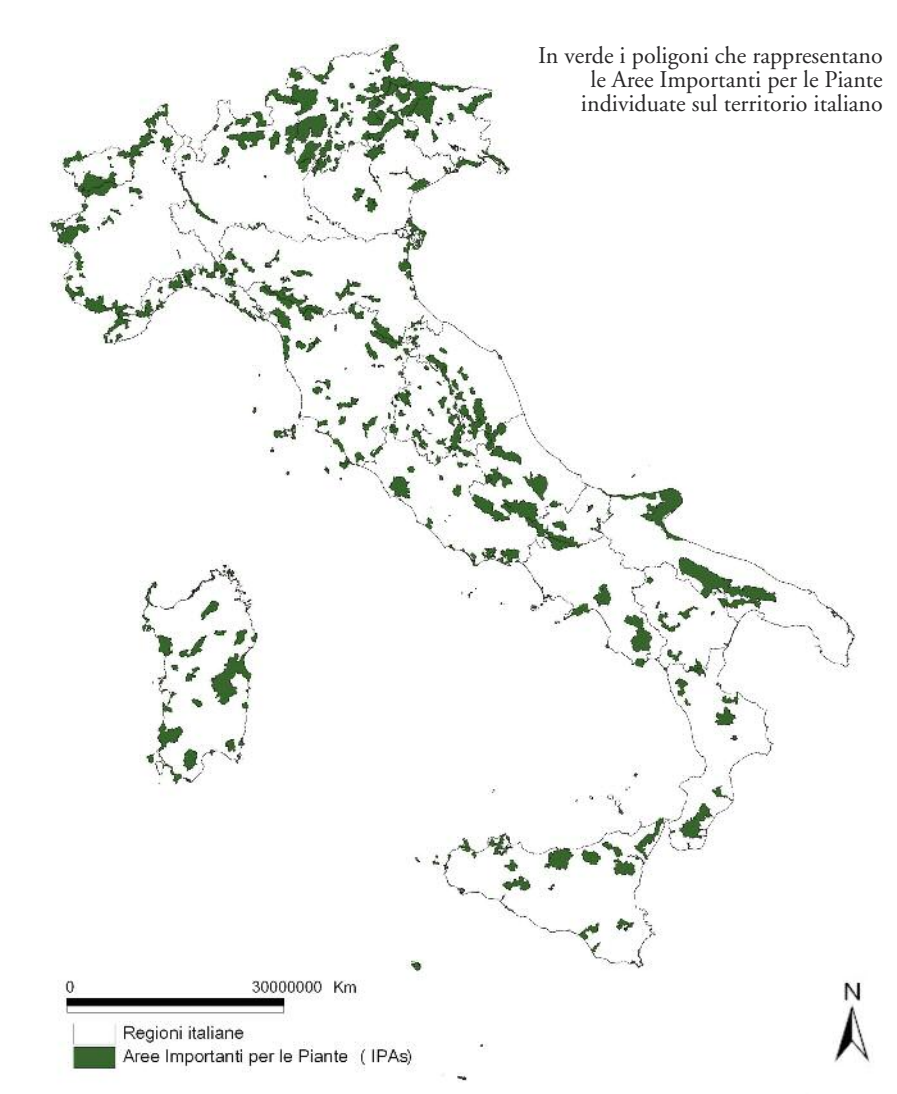 In verde i poligoni che rappresentano
le Aree Importanti per le Piante
individuate sul territorio italiano
0 30000000 Km
Regioni italiane
Aree Importanti per le Piante ( IPAs)
N